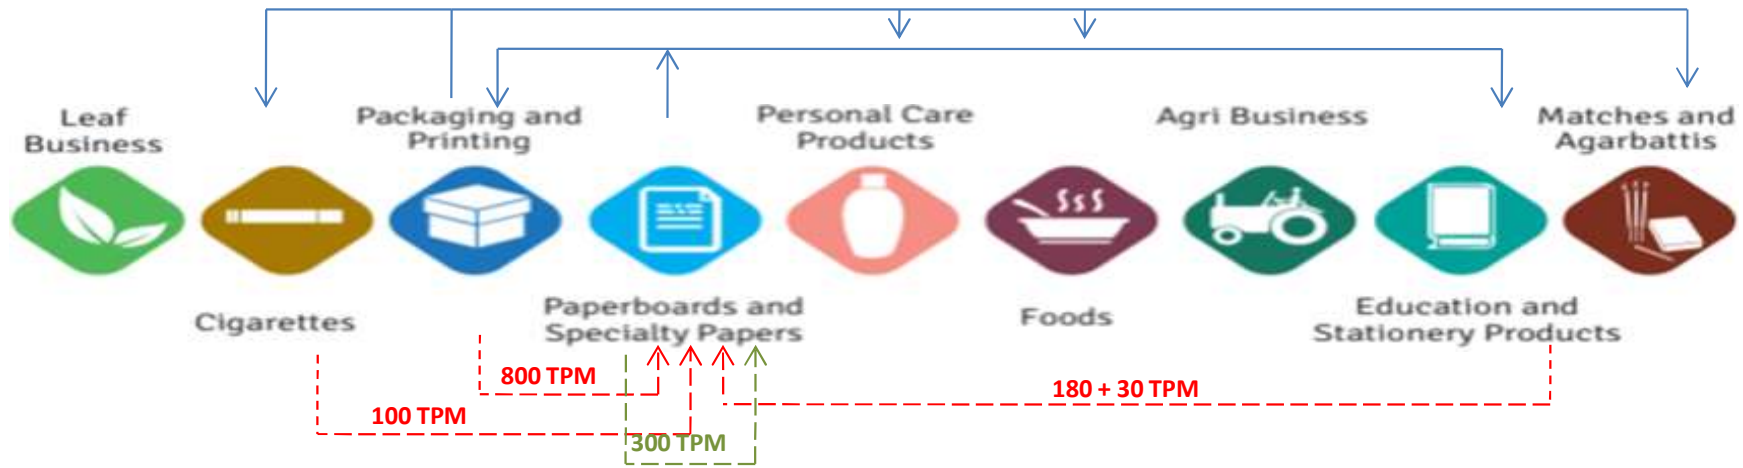 Leaf
Business
Cigarettes
Packaging and
Printing
Paperboards and
Specialty Papers
Personal Care
Products
Foods
Agri Business
Education and
Stationery Products
Matches and
Agarbattis
800 TPM
100 TPM
300 TPM
180 + 30 TPM